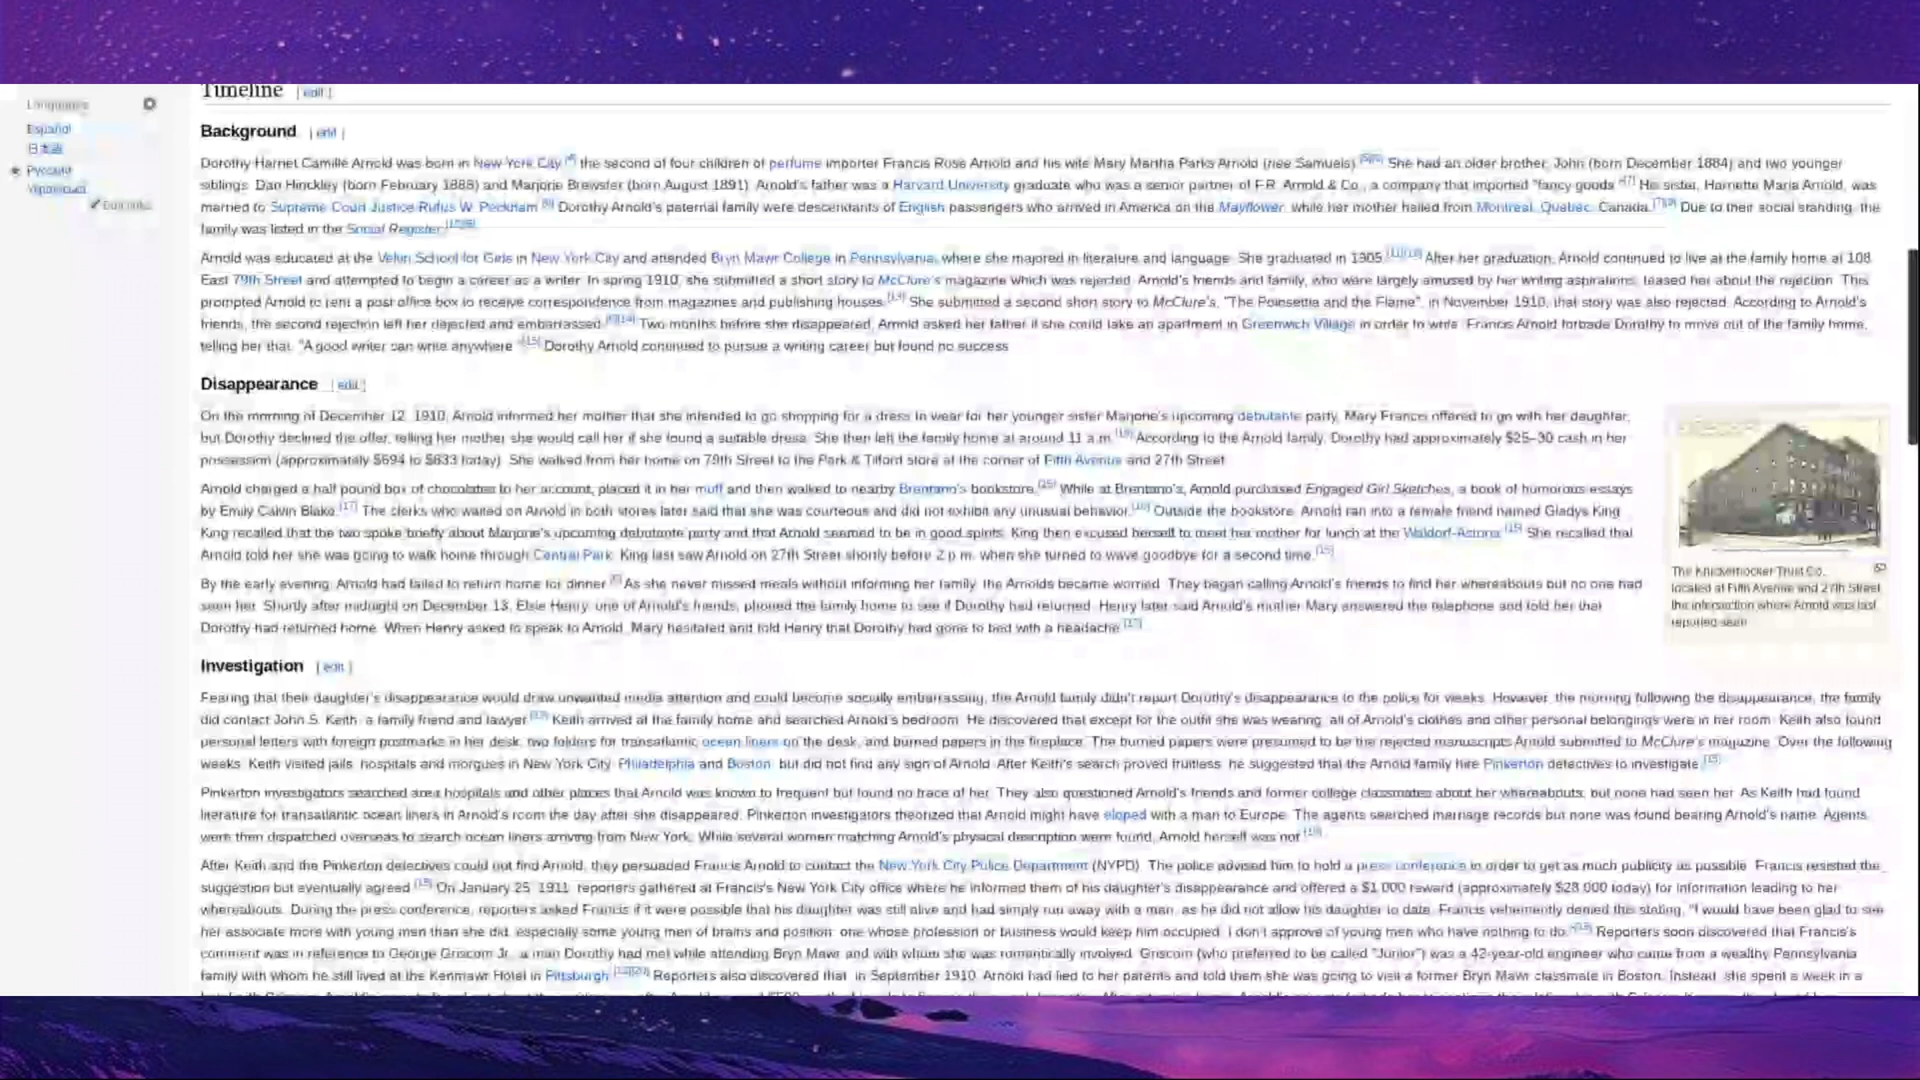 Timeline [ edit ]
Languages
Español
日本語
Русский
Українська
Edit links
Background [ edit ]
Dorothy Harriet Camille Arnold was born in New York City [4] the second of four children of perfume importer Francis Rose Arnold and his wife Mary Martha Parks Arnold (née Samuels) She had an older brother, John (born December 1884) and two younger
siblings Dan Hinckley (born February 1888) and Marjorie Brewster (born August 1891). Arnold's father was a Harvard University graduate who was a senior partner of F.R. Arnold & Co., a company that imported "fancy goods" [7] His sister, Harriette Maria Arnold, was
married to Supreme Court Justice Rufus W. Peckham [8] Dorothy Arnold's paternal family were descendants of English passengers who arrived in America on the Mayflower, while her mother hailed from Montreal, Quebec, Canada. Due to their social standing, the
family was listed in the Social Register.
Arnold was educated at the Veltin School for Girls in New York City and attended Bryn Mawr College in Pennsylvania, where she majored in literature and language. She graduated in 1905. After her graduation, Arnold continued to live at the family home at 108
East 79th Street and attempted to begin a career as a writer. In spring 1910, she submitted a short story to McClure's magazine which was rejected. Arnold's friends and family, who were largely amused by her writing aspirations, teased her about the rejection. This
prompted Arnold to rent a post office box to receive correspondence from magazines and publishing houses. She submitted a second short story to McClure's, "The Poinsettia and the Flame", in November 1910, that story was also rejected. According to Arnold's
friends, the second rejection left her dejected and embarrassed. Two months before she disappeared, Arnold asked her father if she could take an apartment in Greenwich Village in order to write. Francis Arnold forbade Dorothy to move out of the family home,
telling her that, "A good writer can write anywhere." [15] Dorothy Arnold continued to pursue a writing career but found no success
Disappearance [ edit ]
On the morning of December 12, 1910, Arnold informed her mother that she intended to go shopping for a dress to wear for her younger sister Marjorie's upcoming debutante party. Mary Francis offered to go with her daughter,
but Dorothy declined the offer, telling her mother she would call her if she found a suitable dress. She then left the family home at around 11 a.m. According to the Arnold family, Dorothy had approximately $25–30 cash in her
possession (approximately $694 to $833 today). She walked from her home on 79th Street to the Park & Tilford store at the corner of Fifth Avenue and 27th Street
Arnold charged a half pound box of chocolates to her account, placed it in her muff and then walked to nearby Brentano's bookstore. While at Brentano's, Arnold purchased Engaged Girl Sketches, a book of humorous essays
by Emily Calvin Blake. [17] The clerks who waited on Arnold in both stores later said that she was courteous and did not exhibit any unusual behavior. Outside the bookstore, Arnold ran into a female friend named Gladys King
King recalled that the two spoke briefly about Marjorie's upcoming debutante party and that Arnold seemed to be in good spirits. King then excused herself to meet her mother for lunch at the Waldorf–Astoria [15] She recalled that
Arnold told her she was going to walk home through Central Park. King last saw Arnold on 27th Street shortly before 2 p.m. when she turned to wave goodbye for a second time. [15]
The Knickerbocker Trust Co.,
located at Fifth Avenue and 27th Street
the intersection where Arnold was last
reported seen
By the early evening, Arnold had failed to return home for dinner. As she never missed meals without informing her family, the Arnolds became worried. They began calling Arnold's friends to find her whereabouts but no one had
seen her. Shortly after midnight on December 13, Elsie Henry, one of Arnold's friends, phoned the family home to see if Dorothy had returned. Henry later said Arnold's mother Mary answered the telephone and told her that
Dorothy had returned home. When Henry asked to speak to Arnold, Mary hesitated and told Henry that Dorothy had gone to bed with a headache. [17]
Investigation [ edit ]
Fearing that their daughter's disappearance would draw unwanted media attention and could become socially embarrassing, the Arnold family didn't report Dorothy's disappearance to the police for weeks. However, the morning following the disappearance, the family
did contact John S. Keith, a family friend and lawyer. Keith arrived at the family home and searched Arnold's bedroom. He discovered that except for the outfit she was wearing, all of Arnold's clothes and other personal belongings were in her room. Keith also found
personal letters with foreign postmarks in her desk, two folders for transatlantic ocean liners on the desk, and burned papers in the fireplace. The burned papers were presumed to be the rejected manuscripts Arnold submitted to McClure's magazine. Over the following
weeks, Keith visited jails, hospitals and morgues in New York City, Philadelphia and Boston, but did not find any sign of Arnold. After Keith's search proved fruitless, he suggested that the Arnold family hire Pinkerton detectives to investigate. [15]
Pinkerton investigators searched area hospitals and other places that Arnold was known to frequent but found no trace of her. They also questioned Arnold's friends and former college classmates about her whereabouts, but none had seen her. As Keith had found
literature for transatlantic ocean liners in Arnold's room the day after she disappeared, Pinkerton investigators theorized that Arnold might have eloped with a man to Europe. The agents searched marriage records but none was found bearing Arnold's name. Agents
were then dispatched overseas to search ocean liners arriving from New York. While several women matching Arnold's physical description were found, Arnold herself was not
After Keith and the Pinkerton detectives could not find Arnold, they persuaded Francis Arnold to contact the New York City Police Department (NYPD). The police advised him to hold a press conference in order to get as much publicity as possible. Francis resisted the
suggestion but eventually agreed. [15] On January 25, 1911, reporters gathered at Francis's New York City office where he informed them of his daughter's disappearance and offered a $1,000 reward (approximately $28,000 today) for information leading to her
whereabouts. During the press conference, reporters asked Francis if it were possible that his daughter was still alive and had simply run away with a man, as he did not allow his daughter to date. Francis vehemently denied this stating, "I would have been glad to see
her associate more with young men than she did, especially some young men of brains and position, one whose profession or business would keep him occupied. I don't approve of young men who have nothing to do." Reporters soon discovered that Francis's
comment was in reference to George Griscom Jr., a man Dorothy had met while attending Bryn Mawr and with whom she was romantically involved. Griscom (who preferred to be called "Junior") was a 42-year-old engineer who came from a wealthy Pennsylvania
family with whom he still lived at the Kenmawr Hotel in Pittsburgh. Reporters also discovered that, in September 1910, Arnold had lied to her parents and told them she was going to visit a former Bryn Mawr classmate in Boston. Instead, she spent a week in a